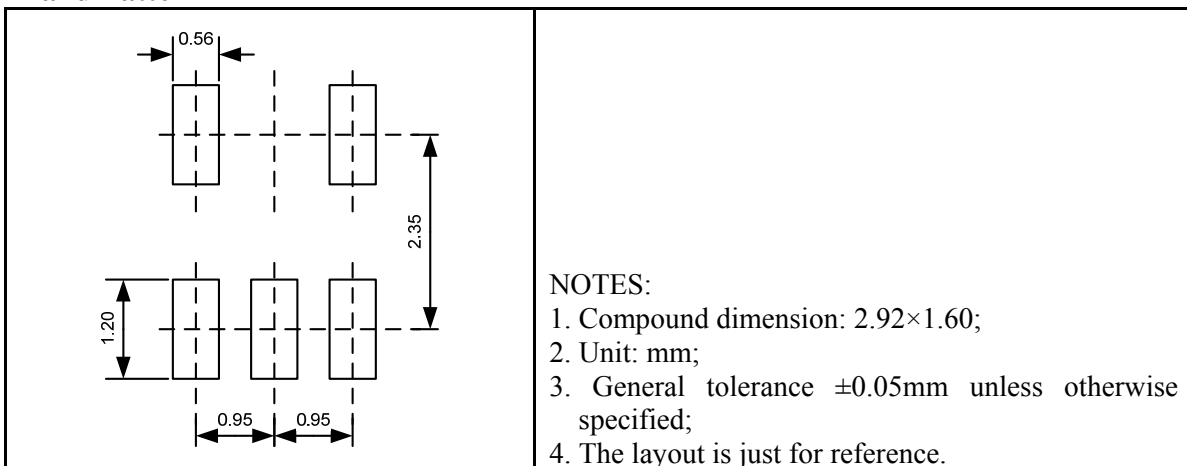 0.56
2.35
1.20
0.95 0.95
NOTES:
1. Compound dimension: 2.92×1.60;
2. Unit: mm;
3. General tolerance ±0.05mm unless otherwise
specified;
4. The layout is just for reference.